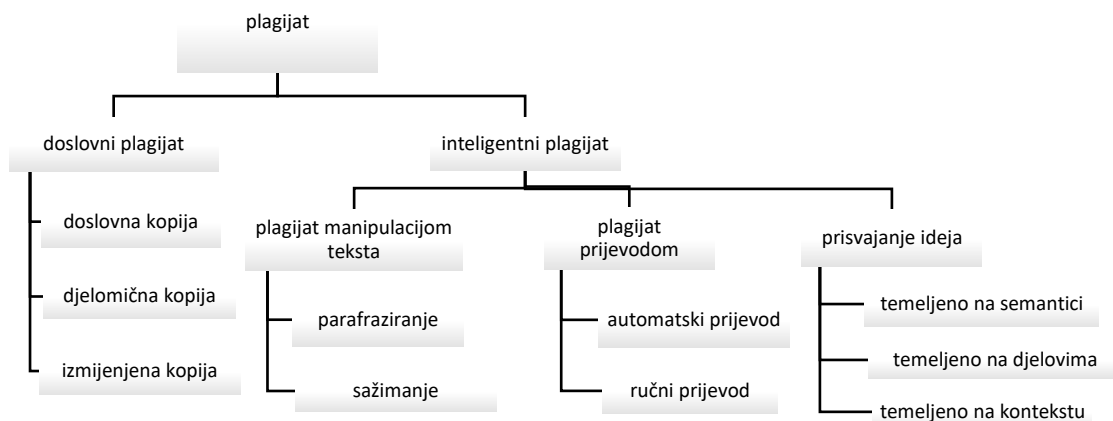 plagijat
doslovni plagijat
inteligentni plagijat
doslovna kopija
djelomična kopija
izmijenjena kopija
plagijat manipulacijom
teksta
parafraziranje
sažimanje
plagijat
prijevodom
automatski prijevod
ručni prijevod
prisvajanje ideja
temeljeno na semantici
temeljeno na djelovima
temeljeno na kontekstu